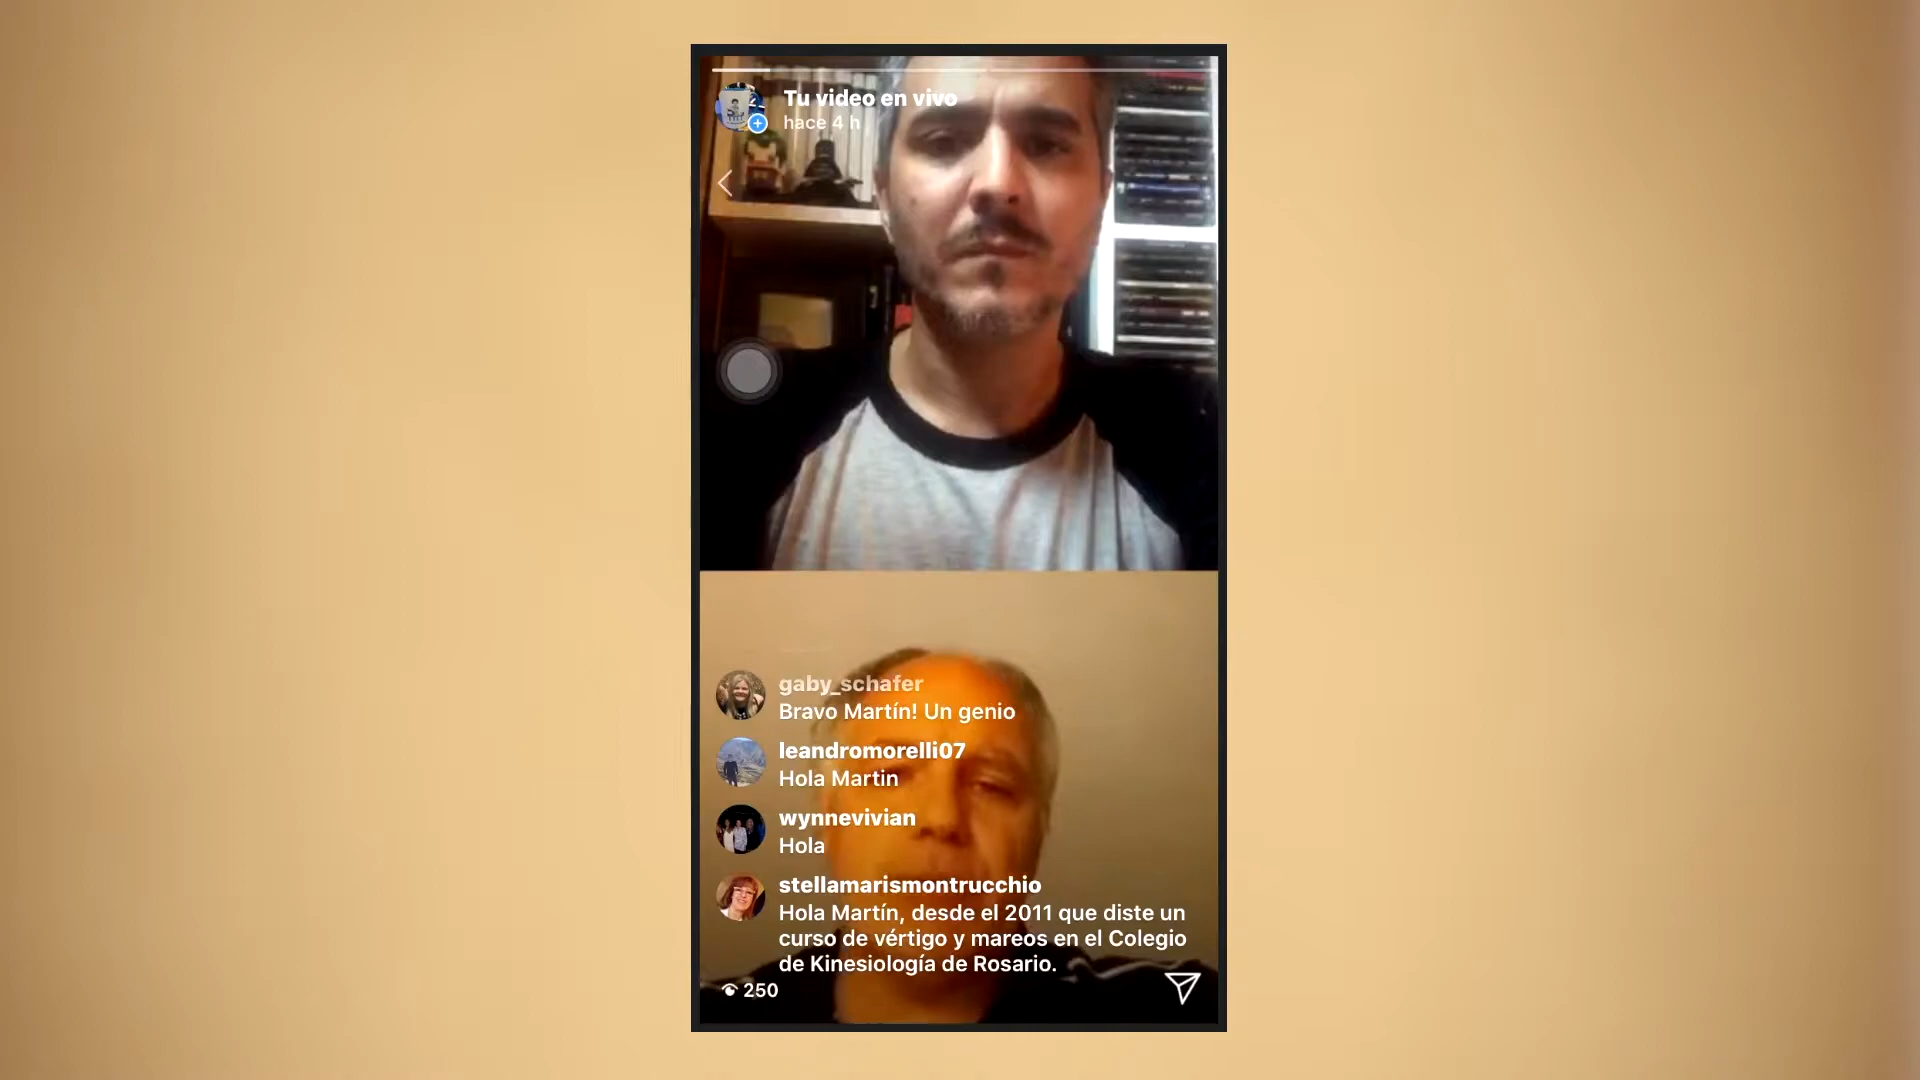 Tu video en vivo
hace 4 h
gaby_schafer
Bravo Martín! Un genio
leandromorelli07
Hola Martin
wynnevivian
Hola
stellamarismontrucchio
Hola Martín, desde el 2011 que diste un
curso de vértigo y mareos en el Colegio
de Kinesiología de Rosario.
250